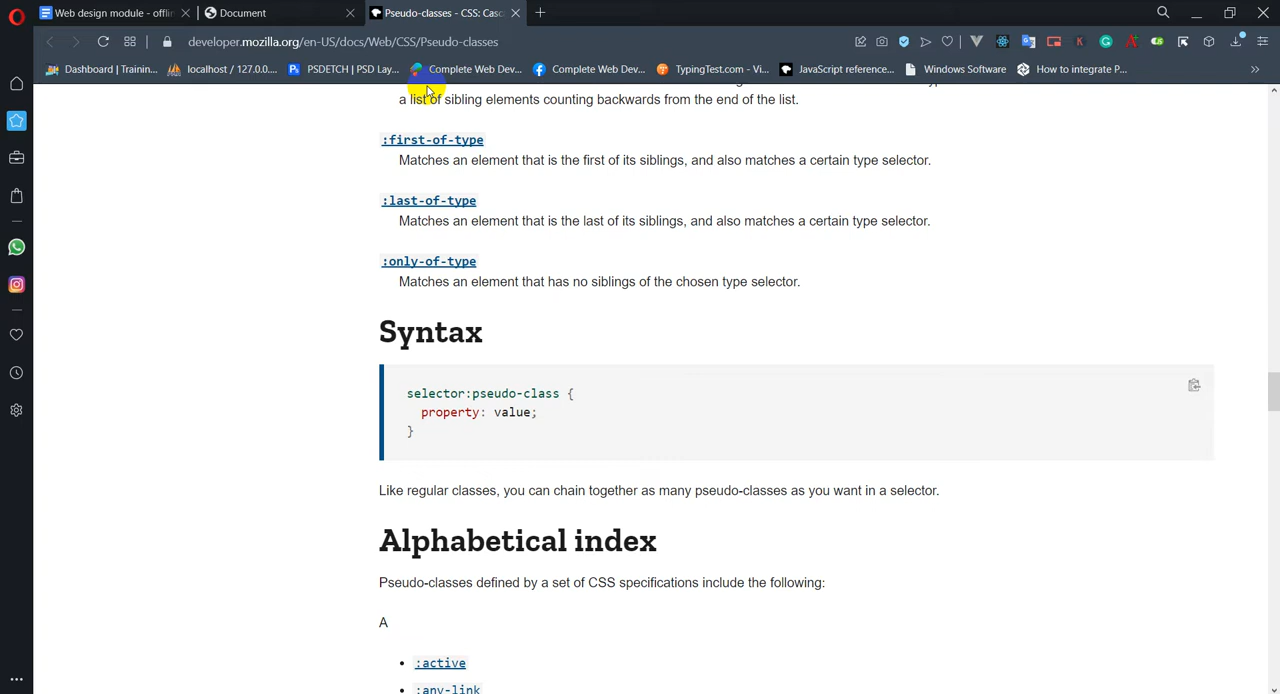 Web design module - offlin
Document
Pseudo-classes - CSS: Casc
developer.mozilla.org/en-US/docs/Web/CSS/Pseudo-classes
Dashboard | Trainin...
localhost / 127.0.0....
PSDETCH | PSD Lay...
Complete Web Dev...
Complete Web Dev...
TypingTest.com - Vi...
JavaScript reference...
Windows Software
How to integrate P...
a list of sibling elements counting backwards from the end of the list.
:first-of-type
Matches an element that is the first of its siblings, and also matches a certain type selector.
:last-of-type
Matches an element that is the last of its siblings, and also matches a certain type selector.
:only-of-type
Matches an element that has no siblings of the chosen type selector.
Syntax
selector:pseudo-class {
property: value;
}
Like regular classes, you can chain together as many pseudo-classes as you want in a selector.
Alphabetical index
Pseudo-classes defined by a set of CSS specifications include the following:
A
• :active
• :any-link